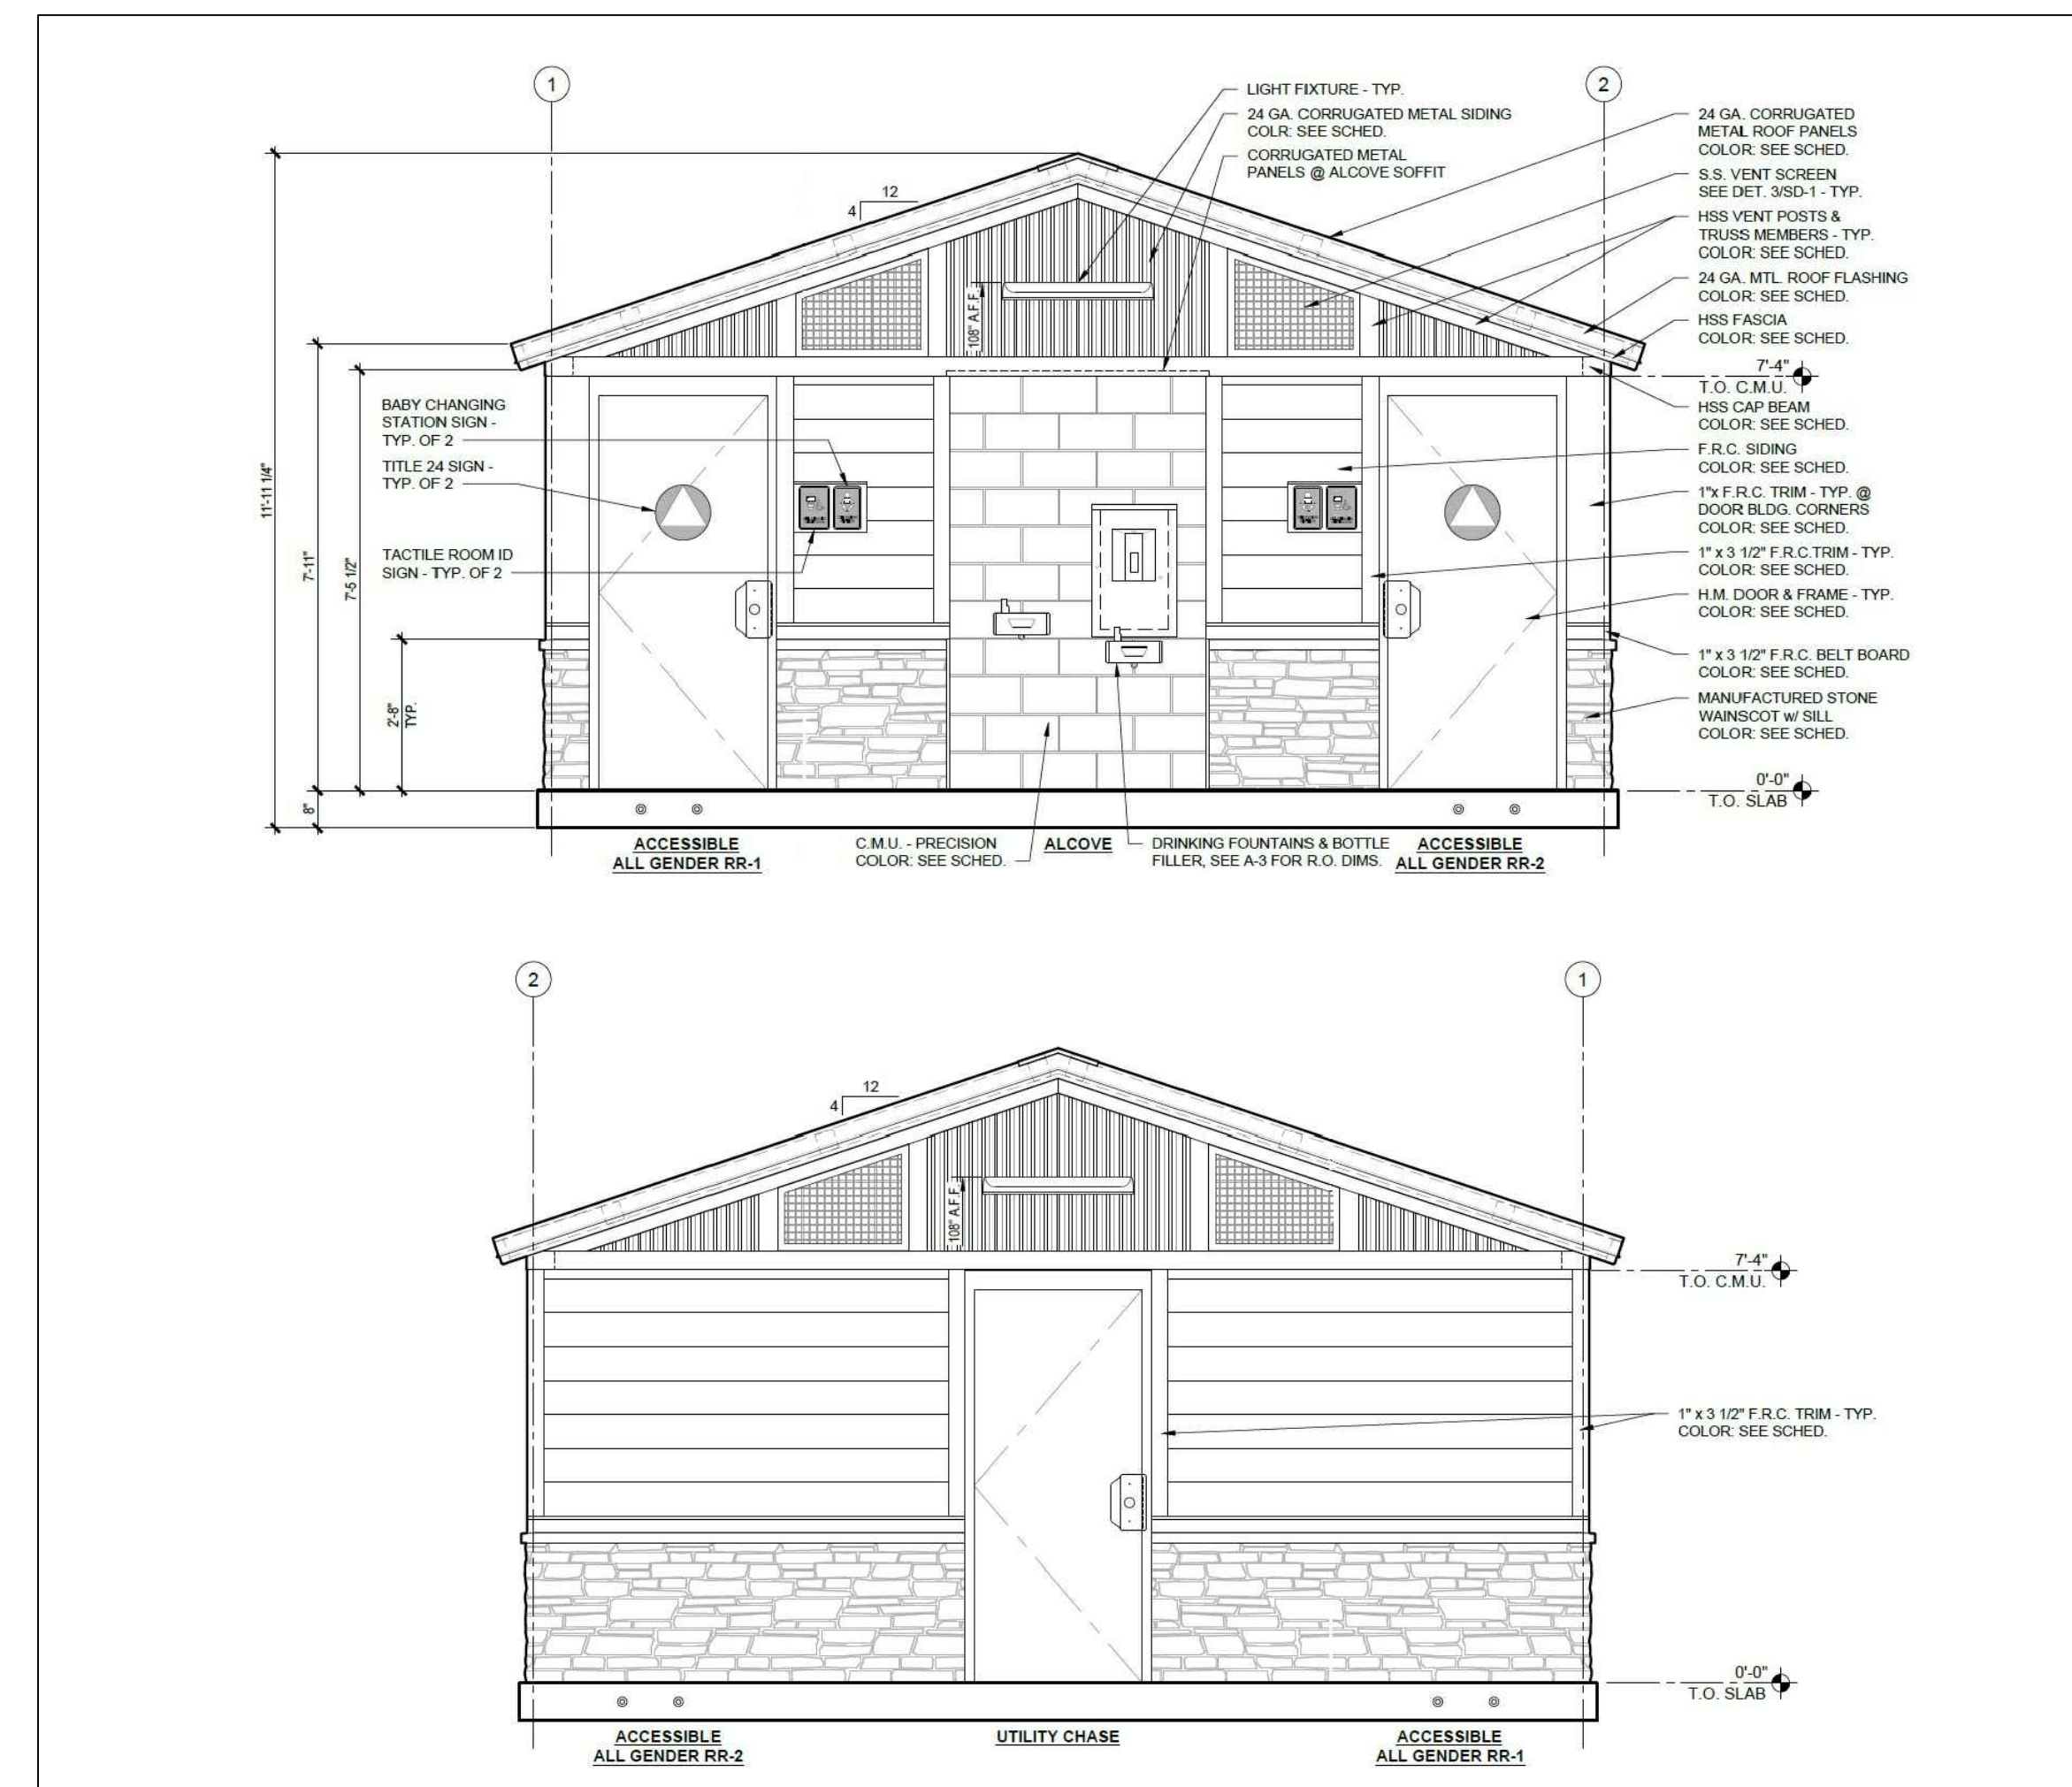 1
2
LIGHT FIXTURE - TYP.
24 GA. CORRUGATED METAL SIDING
COLR: SEE SCHED.
CORRUGATED METAL
PANELS @ ALCOVE SOFFIT
24 GA. CORRUGATED
METAL ROOF PANELS
COLOR: SEE SCHED.
S.S. VENT SCREEN
SEE DET. 3/SD-1 - TYP.
HSS VENT POSTS &
TRUSS MEMBERS - TYP.
COLOR: SEE SCHED.
24 GA. MTL. ROOF FLASHING
COLOR: SEE SCHED.
HSS FASCIA
COLOR: SEE SCHED.
7'-4"
T.O. C.M.U.
HSS CAP BEAM
COLOR: SEE SCHED.
F.R.C. SIDING
COLOR: SEE SCHED.
1"x F.R.C. TRIM - TYP. @
DOOR BLDG. CORNERS
COLOR: SEE SCHED.
1" x 3 1/2" F.R.C.TRIM - TYP.
COLOR: SEE SCHED.
H.M. DOOR & FRAME - TYP.
COLOR: SEE SCHED.
1" x 3 1/2" F.R.C. BELT BOARD
COLOR: SEE SCHED.
MANUFACTURED STONE
WAINSCOT w/ SILL
COLOR: SEE SCHED.
0'-0"
T.O. SLAB
12
4
108" A.F.F.
BABY CHANGING
STATION SIGN -
TYP. OF 2
TITLE 24 SIGN -
TYP. OF 2
TACTILE ROOM ID
SIGN - TYP. OF 2
11'-11 1/4"
7'-11"
7'-5 1/2"
2'-8"
TYP.
8"
ACCESSIBLE
ALL GENDER RR-1
C.M.U. - PRECISION
COLOR: SEE SCHED.
ALCOVE
DRINKING FOUNTAINS & BOTTLE
FILLER, SEE A-3 FOR R.O. DIMS.
ACCESSIBLE
ALL GENDER RR-2
2
1
12
4
108" A.F.F.
7'-4"
T.O. C.M.U.
1" x 3 1/2" F.R.C. TRIM - TYP.
COLOR: SEE SCHED.
0'-0"
T.O. SLAB
ACCESSIBLE
ALL GENDER RR-2
UTILITY CHASE
ACCESSIBLE
ALL GENDER RR-1